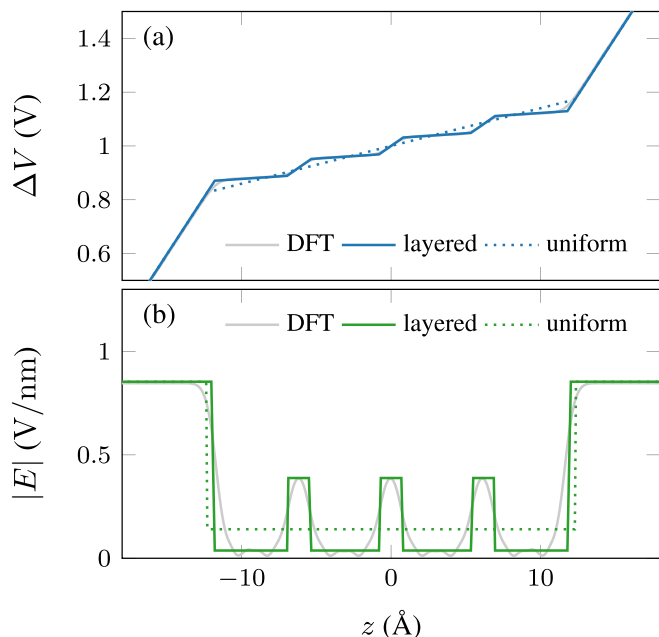 (a)
1.4
1.2
1
0.8
0.6
ΔV (V)
DFT layered uniform
(b)
DFT layered uniform
1
0.5
0
|E| (V/nm)
−10 0 10
z (Å)